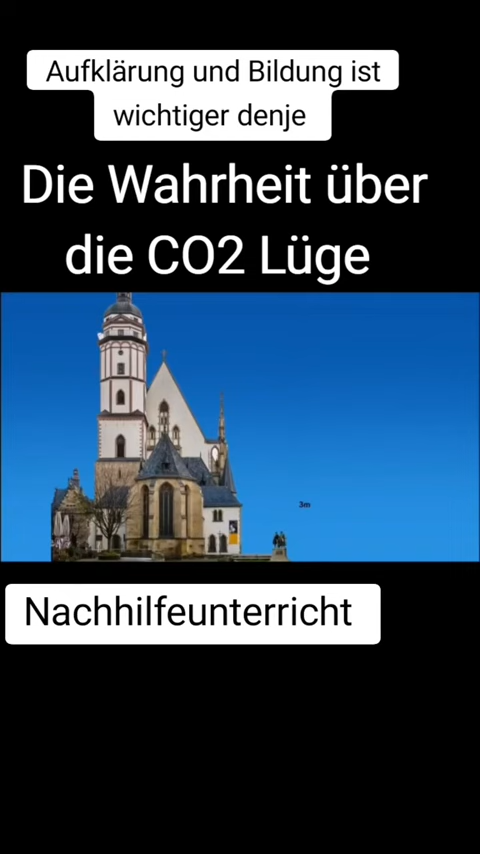 Aufklärung und Bildung ist
wichtiger denje
Die Wahrheit über
die CO2 Lüge
3m
Nachhilfeunterricht